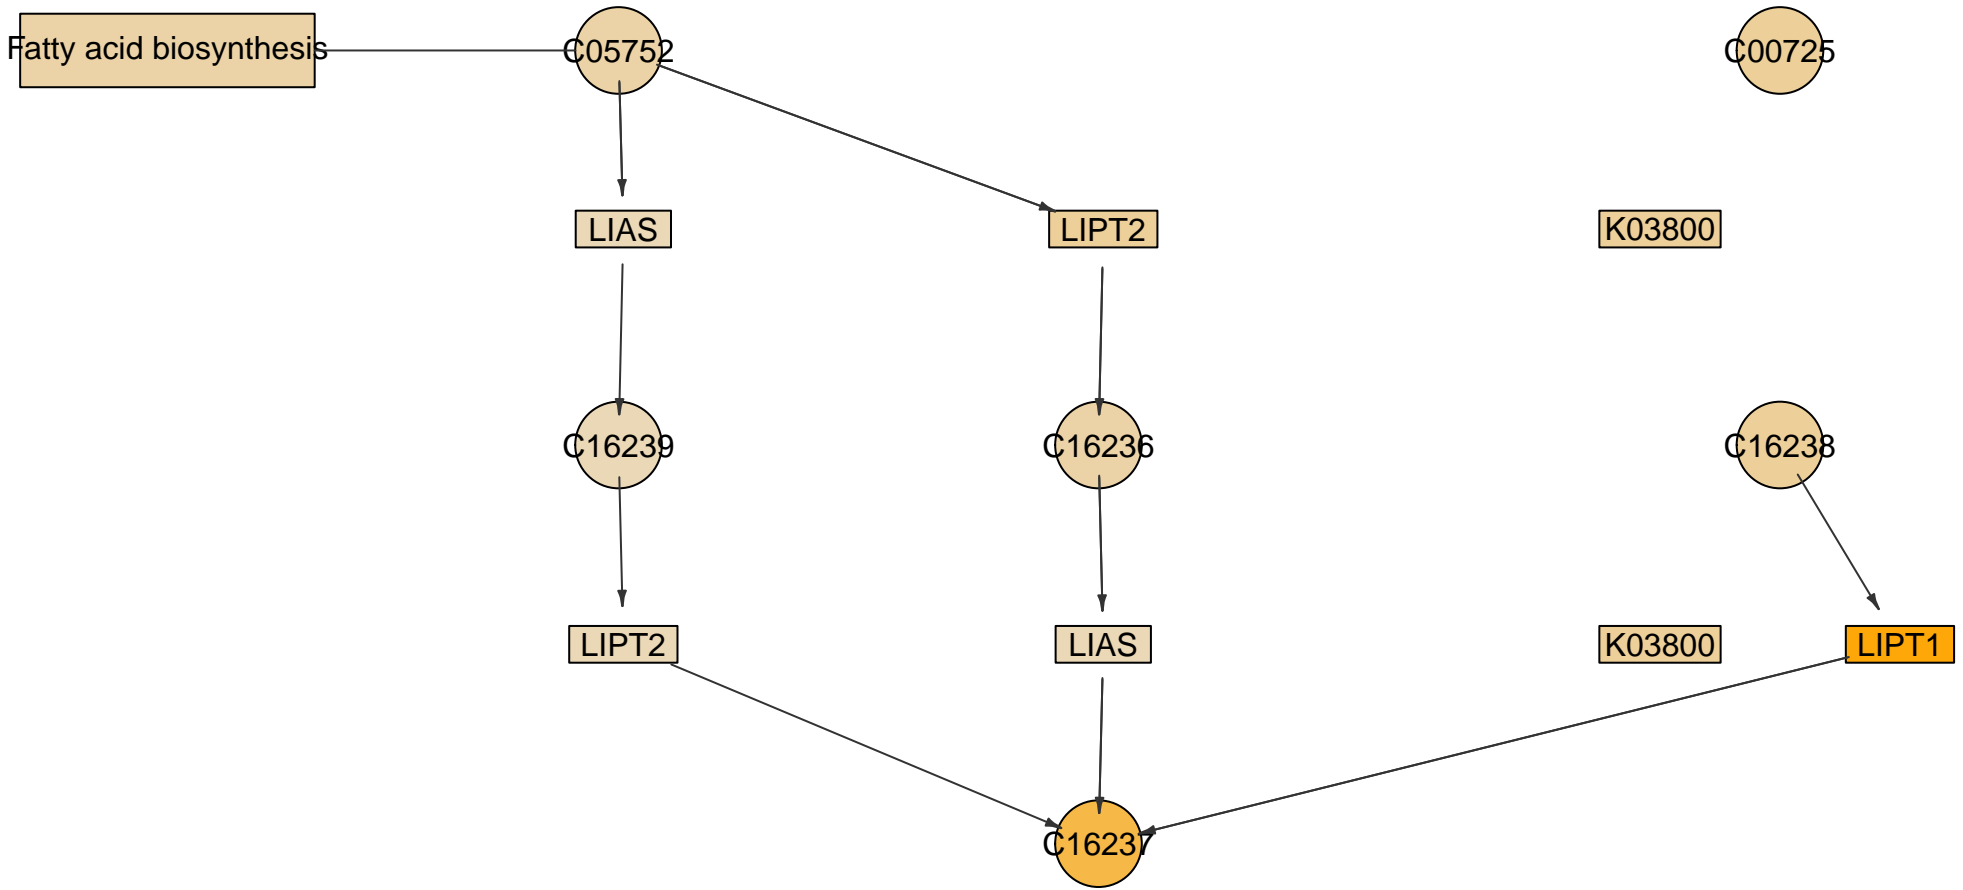 Fatty acid biosynthesis
C05752
C00725
LIAS
LIPT2
K03800
C16239
C16236
C16238
LIPT2
LIAS
K03800
LIPT1
C16237